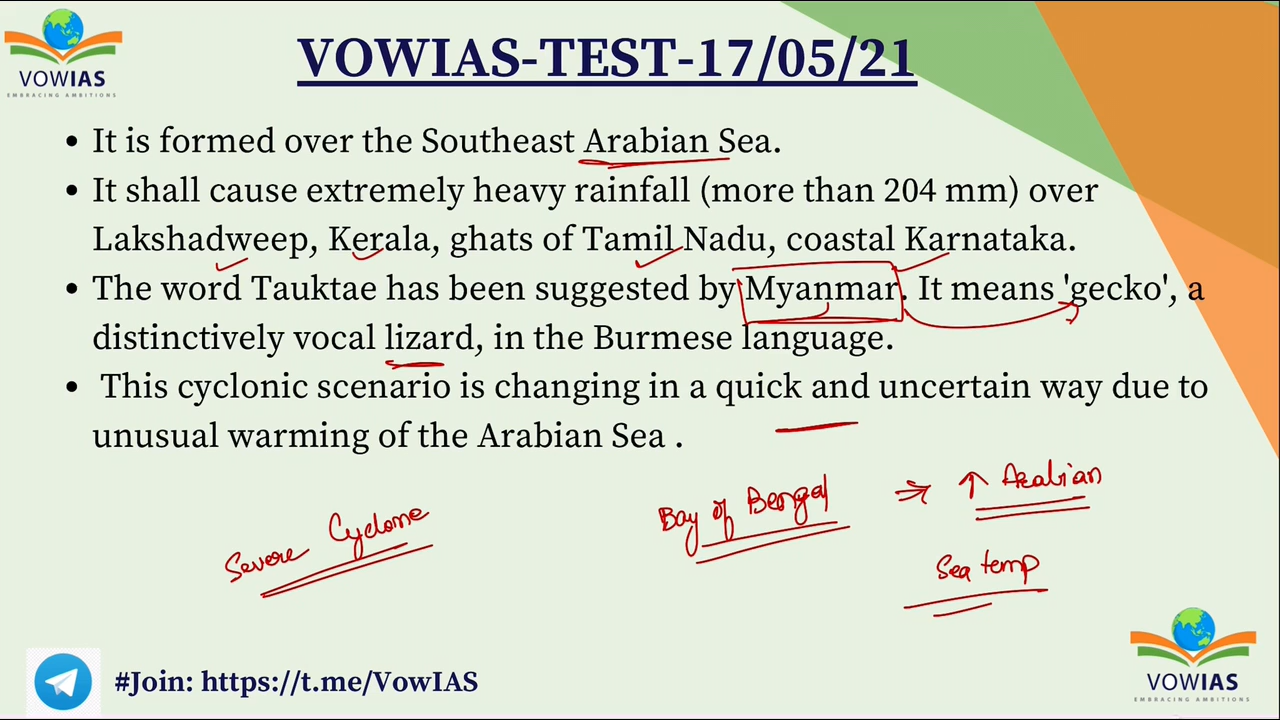 VOWIAS
EMBRACING AMBITIONS
VOWIAS-TEST-17/05/21
• It is formed over the Southeast Arabian Sea.
• It shall cause extremely heavy rainfall (more than 204 mm) over
Lakshadweep, Kerala, ghats of Tamil Nadu, coastal Karnataka.
• The word Tauktae has been suggested by Myanmar. It means 'gecko', a
distinctively vocal lizard, in the Burmese language.
• This cyclonic scenario is changing in a quick and uncertain way due to
unusual warming of the Arabian Sea .
Severe Cyclone
Bay of Bengal ⇒ ↑ Arabian
Sea temp
#Join: https://t.me/VowIAS
VOWIAS
EMBRACING AMBITIONS